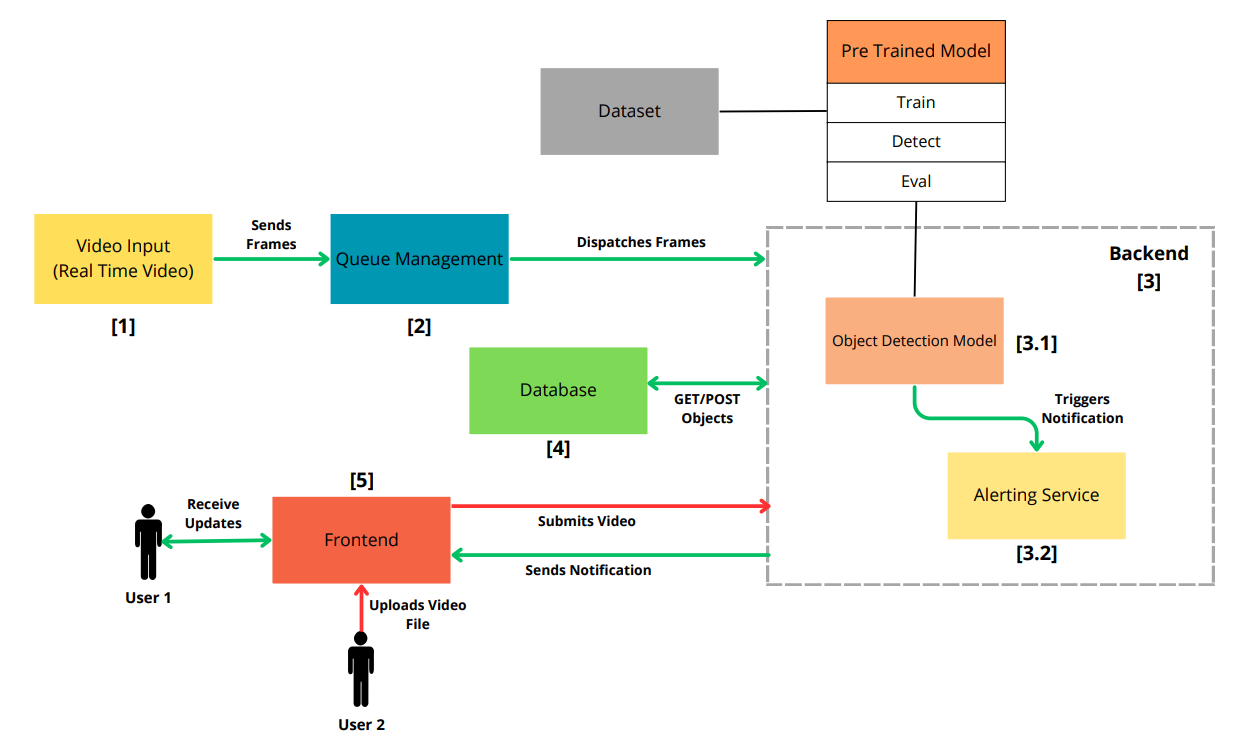 Pre Trained Model
Train
Detect
Eval
Dataset
Video Input
(Real Time Video)
[1]
Sends
Frames
Queue Management
[2]
Dispatches Frames
Backend
[3]
Object Detection Model
[3.1]
Triggers
Notification
Alerting Service
[3.2]
Database
[4]
GET/POST
Objects
[5]
Frontend
Receive
Updates
User 1
Submits Video
Sends Notification
Uploads Video
File
User 2